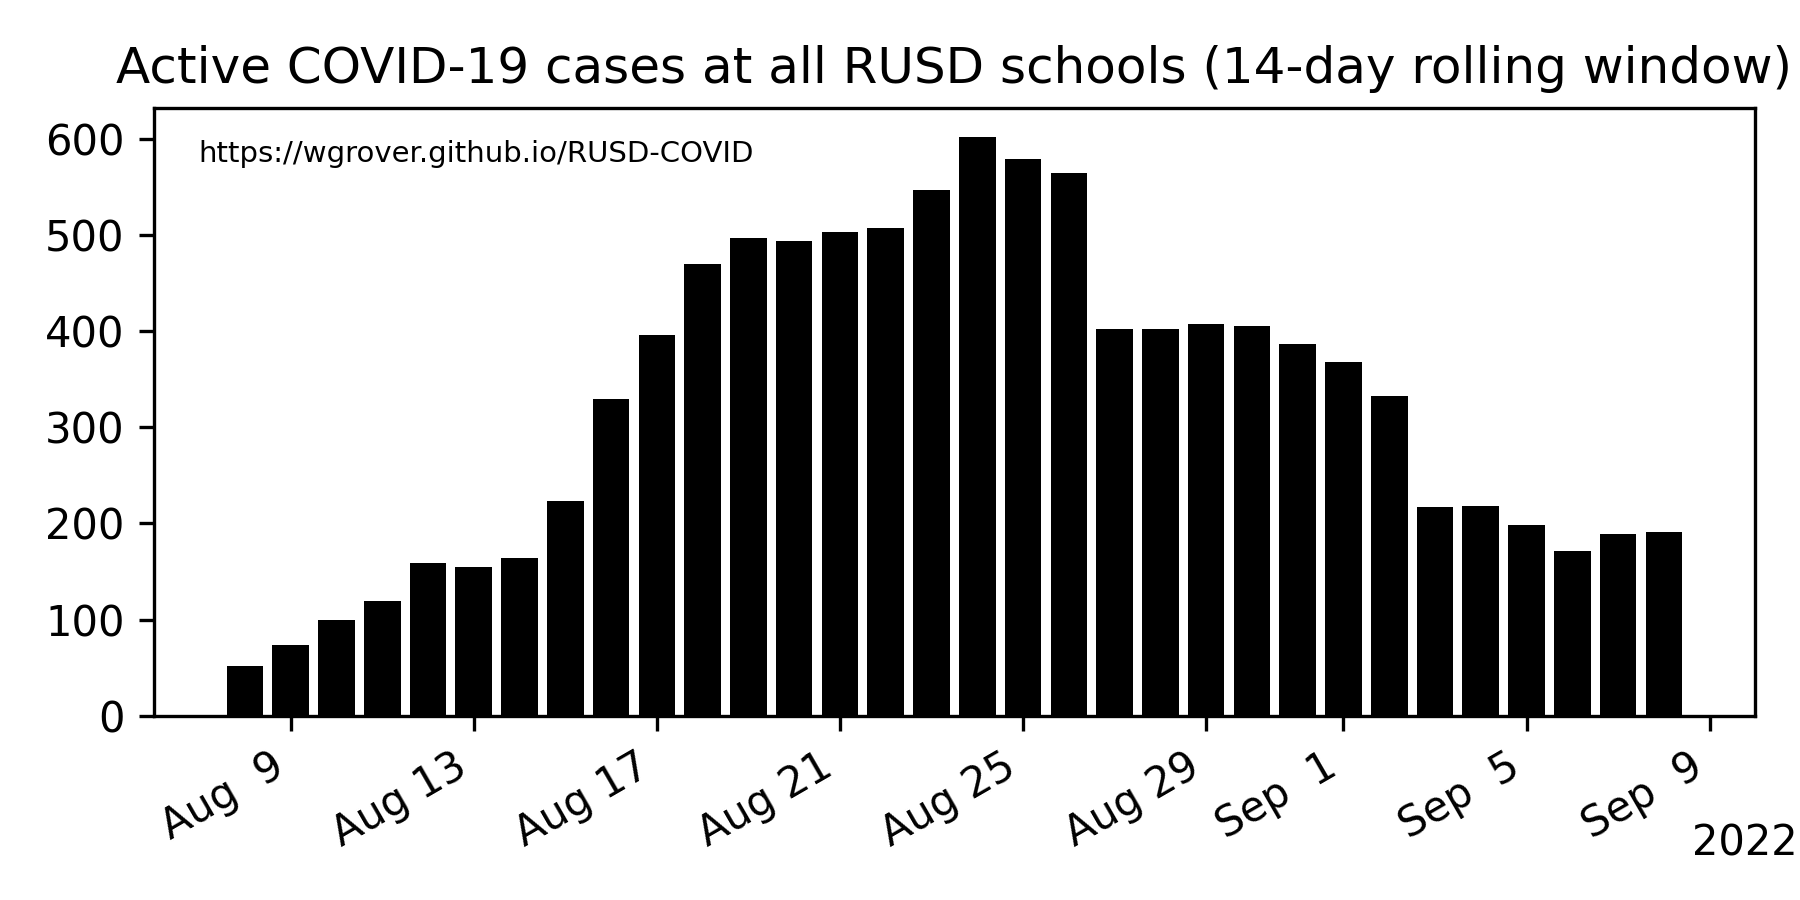 Active COVID-19 cases at all RUSD schools (14-day rolling window)
https://wgrover.github.io/RUSD-COVID
600
500
400
300
200
100
0
Aug 9
Aug 13
Aug 17
Aug 21
Aug 25
Aug 29
Sep 1
Sep 5
Sep 9
2022